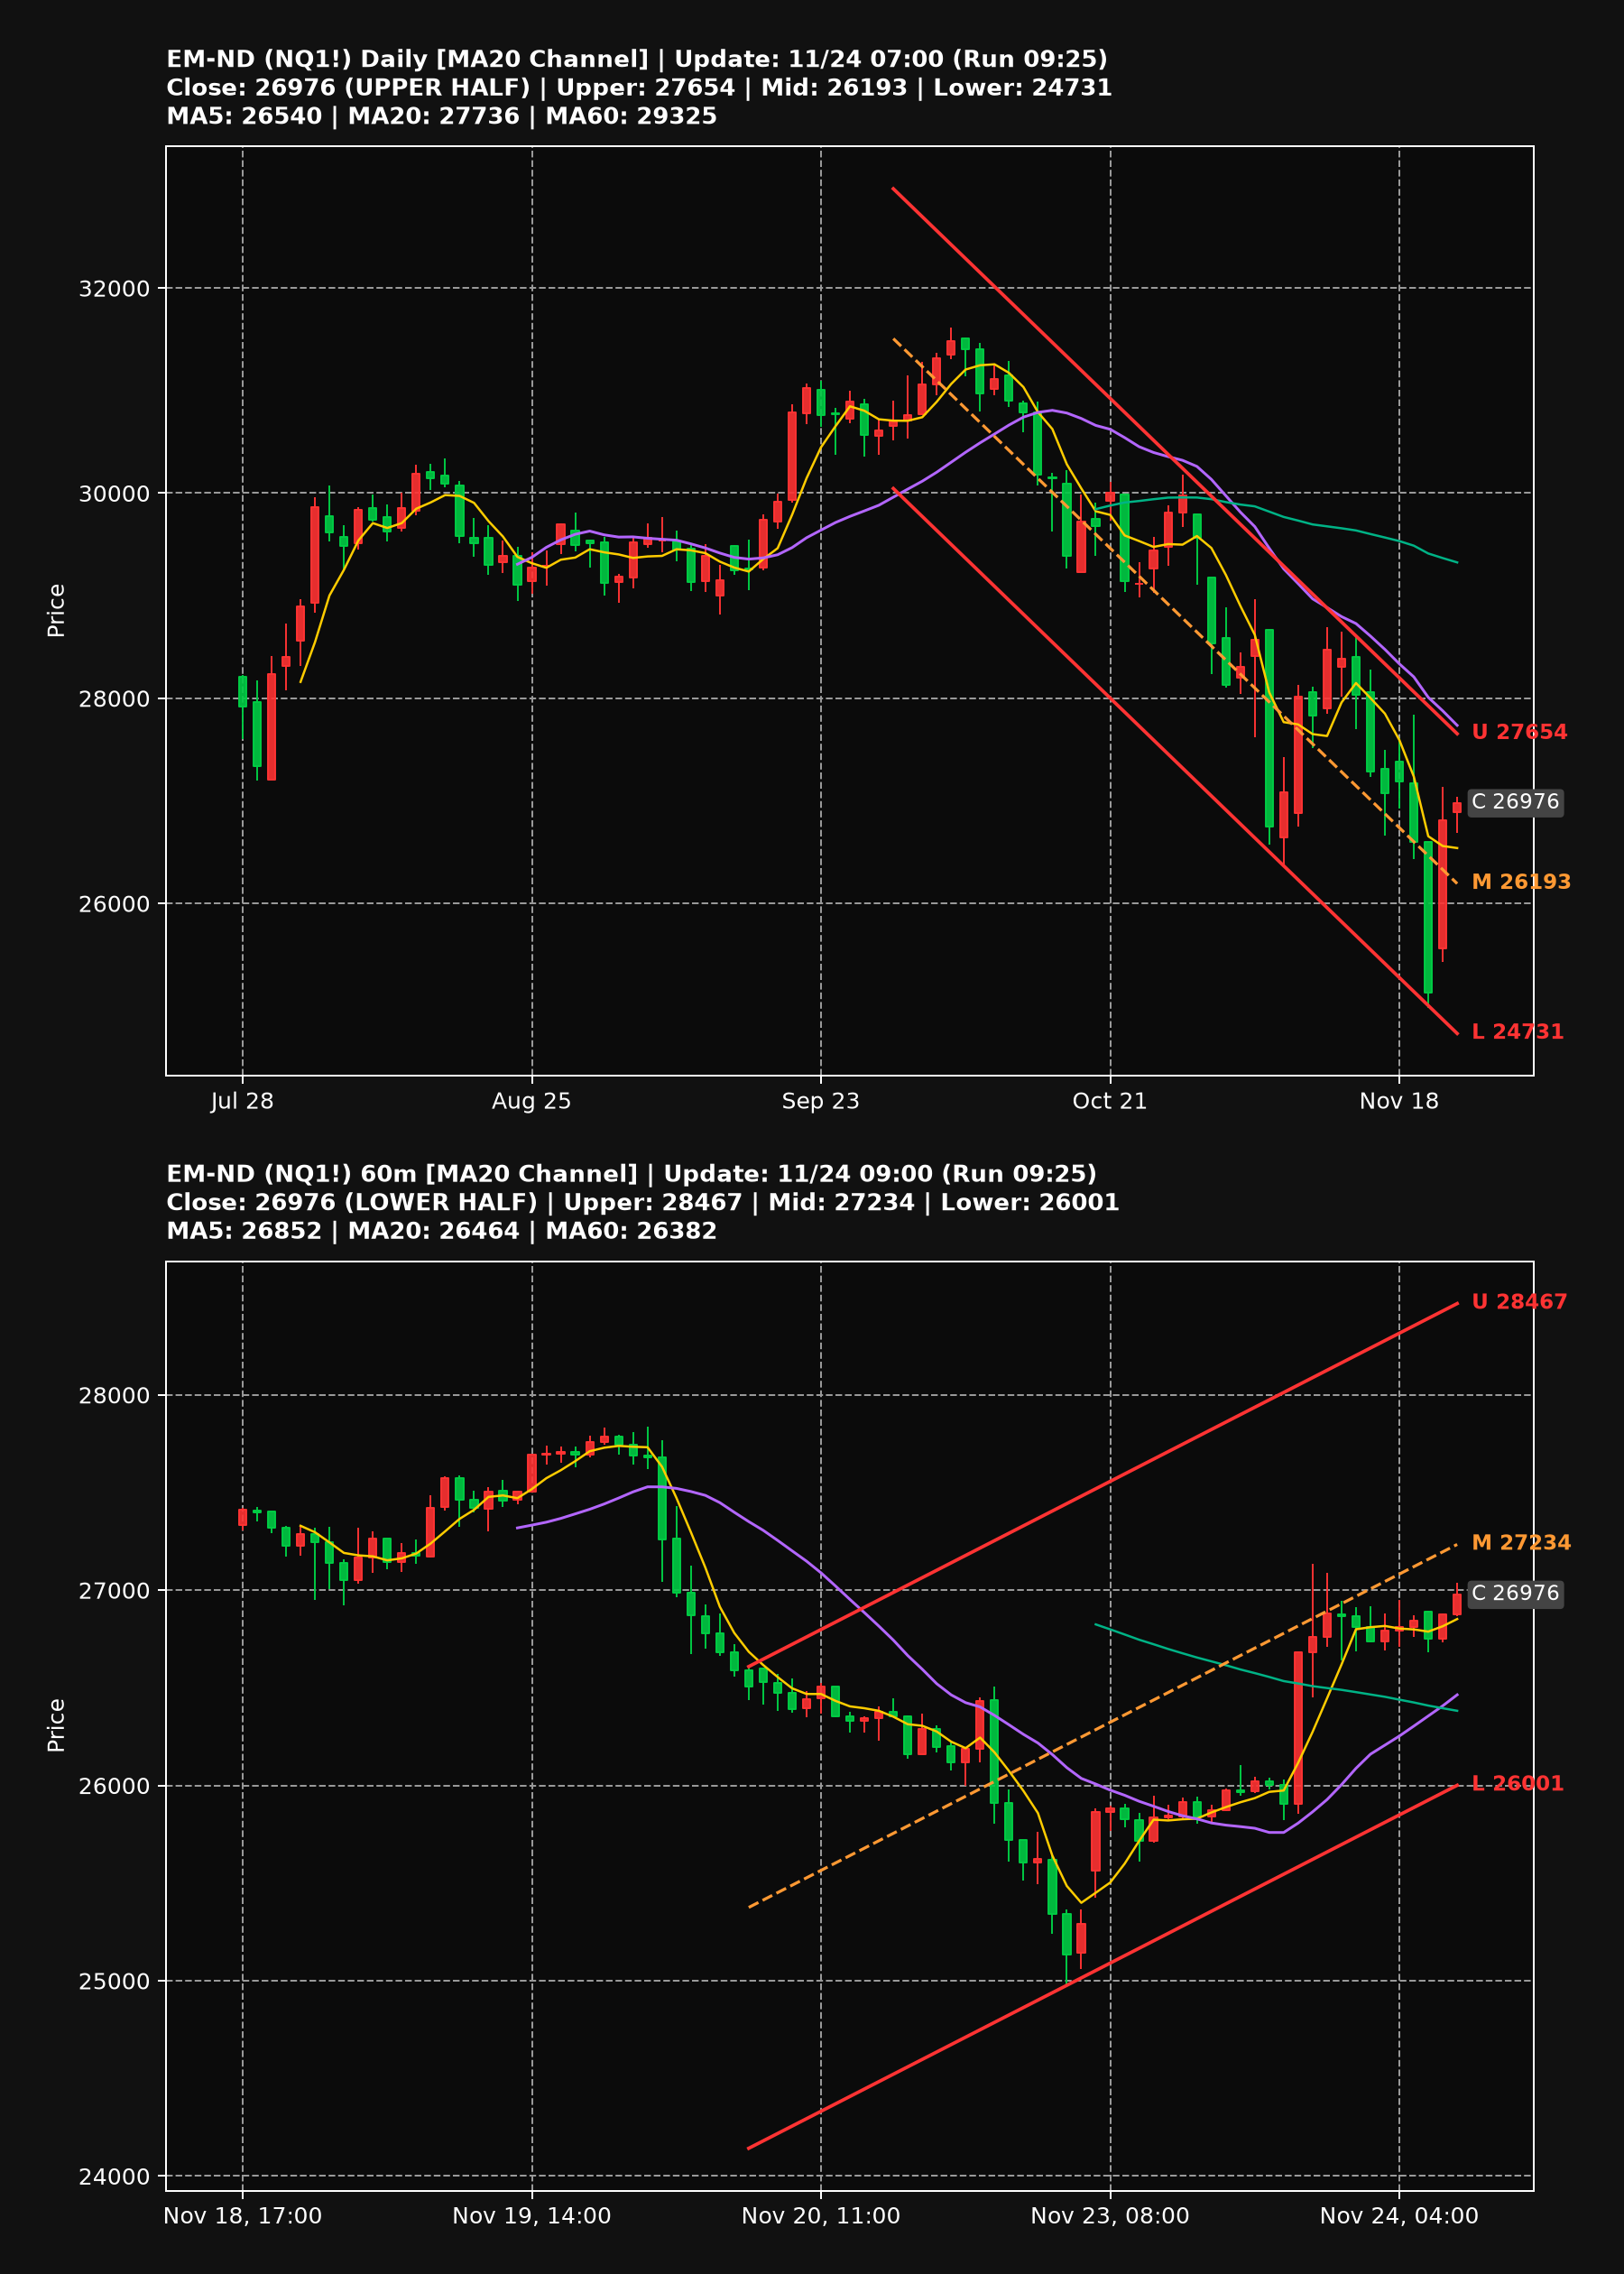 EM-ND (NQ1!) Daily [MA20 Channel] | Update: 11/24 07:00 (Run 09:25)
Close: 26976 (UPPER HALF) | Upper: 27654 | Mid: 26193 | Lower: 24731
MA5: 26540 | MA20: 27736 | MA60: 29325
32000
30000
28000
26000
Price
U 27654
C 26976
M 26193
L 24731
Jul 28
Aug 25
Sep 23
Oct 21
Nov 18
EM-ND (NQ1!) 60m [MA20 Channel] | Update: 11/24 09:00 (Run 09:25)
Close: 26976 (LOWER HALF) | Upper: 28467 | Mid: 27234 | Lower: 26001
MA5: 26852 | MA20: 26464 | MA60: 26382
28000
27000
26000
25000
24000
Price
U 28467
M 27234
C 26976
L 26001
Nov 18, 17:00
Nov 19, 14:00
Nov 20, 11:00
Nov 23, 08:00
Nov 24, 04:00